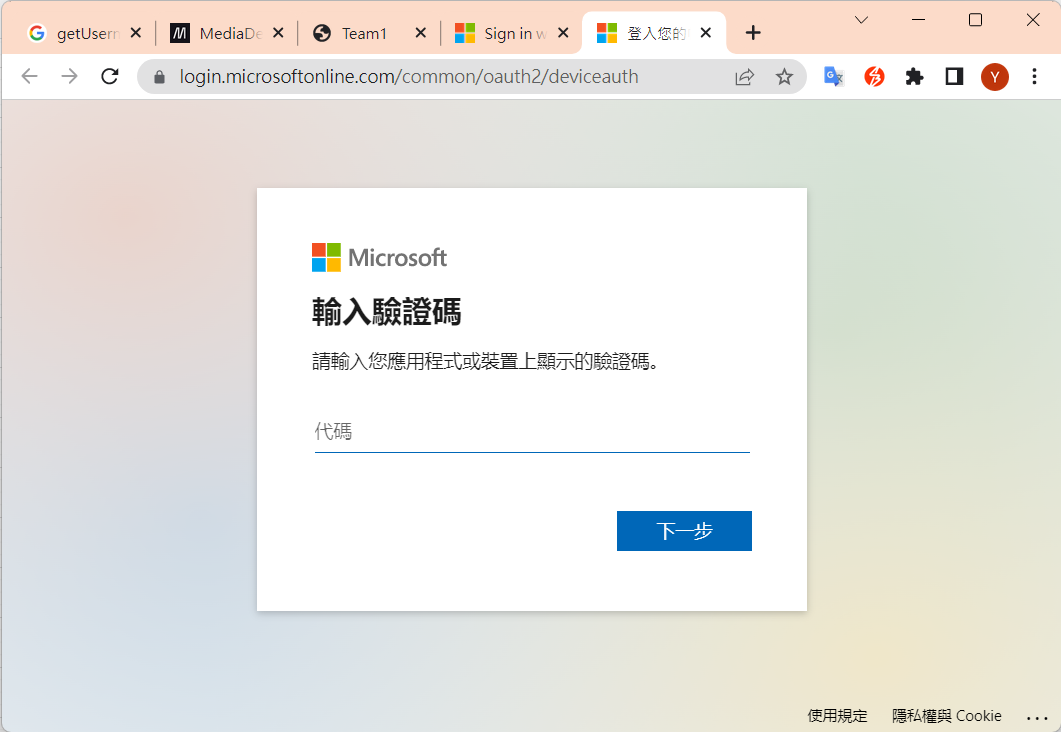 getUsern
MediaDe
Team1
Sign in w
登入您的
login.microsoftonline.com/common/oauth2/deviceauth
Y
Microsoft
輸入驗證碼
請輸入您應用程式或裝置上顯示的驗證碼。
代碼
下一步
使用規定 隱私權與 Cookie ...